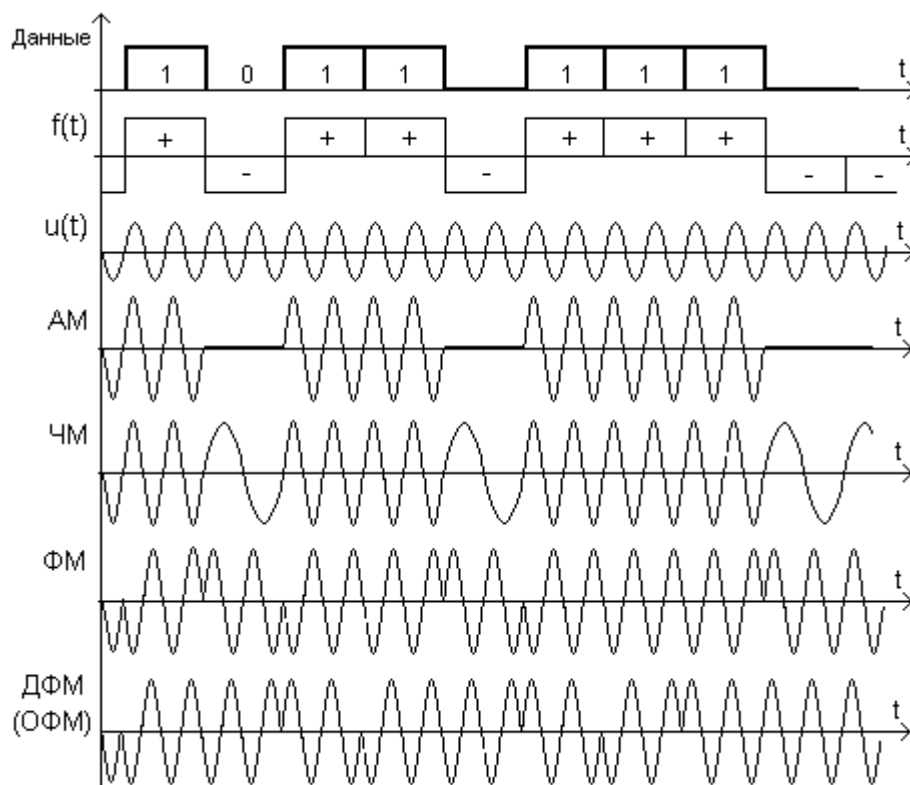 Данные
1 0 1 1 1 1 1 t
f(t) + - + + - + + + - - t
u(t) t
АМ t
ЧМ t
ФМ t
ДФМ
(ОФМ) t